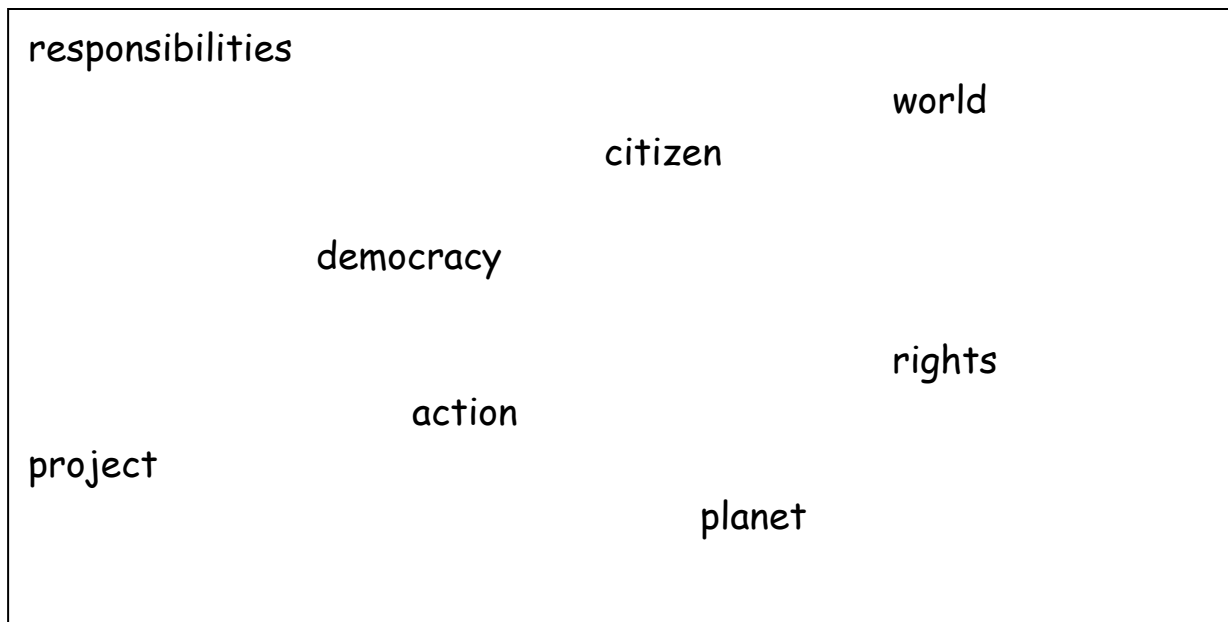 responsibilities
world
citizen
democracy
rights
action
project
planet